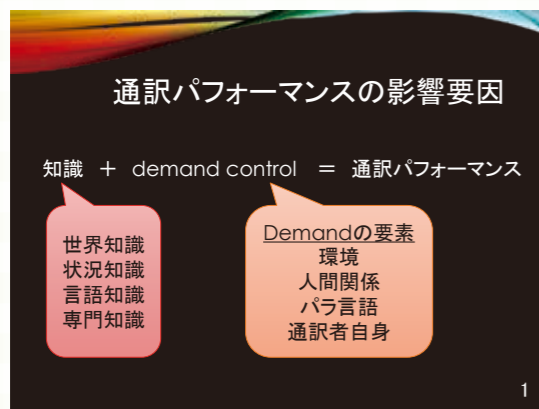 通訳パフォーマンスの影響要因
知識 + demand control = 通訳パフォーマンス
世界知識
状況知識
言語知識
専門知識
Demandの要素
環境
人間関係
パラ言語
通訳者自身
1